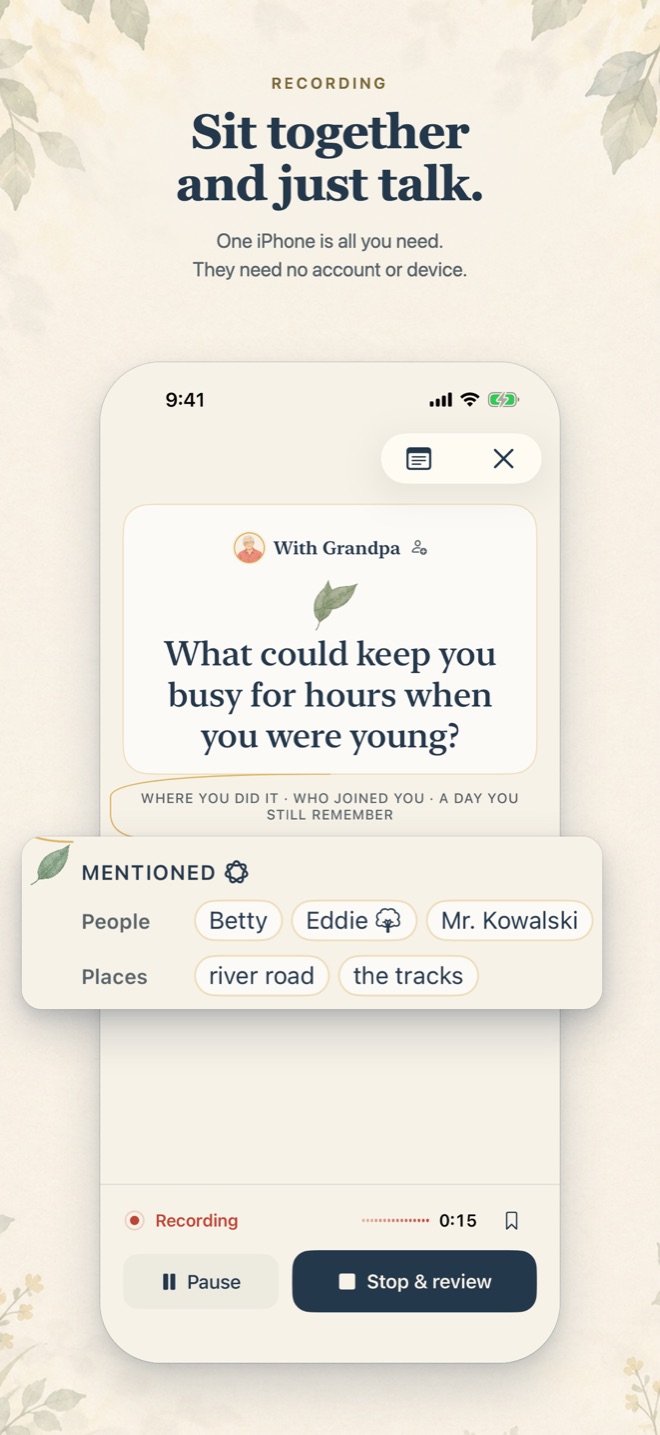 RECORDING
Sit together
and just talk.
One iPhone is all you need.
They need no account or device.
9:41
With Grandpa
What could keep you
busy for hours when
you were young?
WHERE YOU DID IT · WHO JOINED YOU · A DAY YOU
STILL REMEMBER
MENTIONED
People Betty Eddie Mr. Kowalski
Places river road the tracks
Recording 0:15
Pause Stop & review